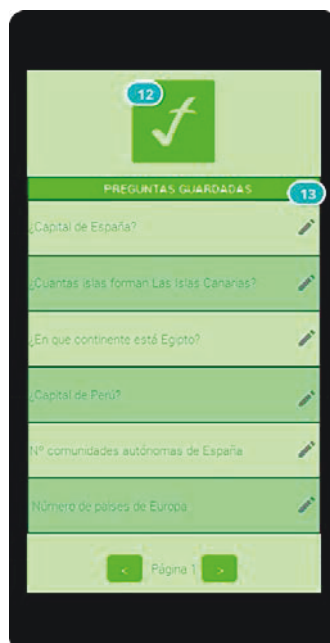 12
PREGUNTAS GUARDADAS
13
¿Capital de España?
¿Cuantas islas forman Las Islas Canarias?
¿En que continente está Egipto?
¿Capital de Perú?
Nº comunidades autónomas de España
Número de países de Europa
< Página 1 >